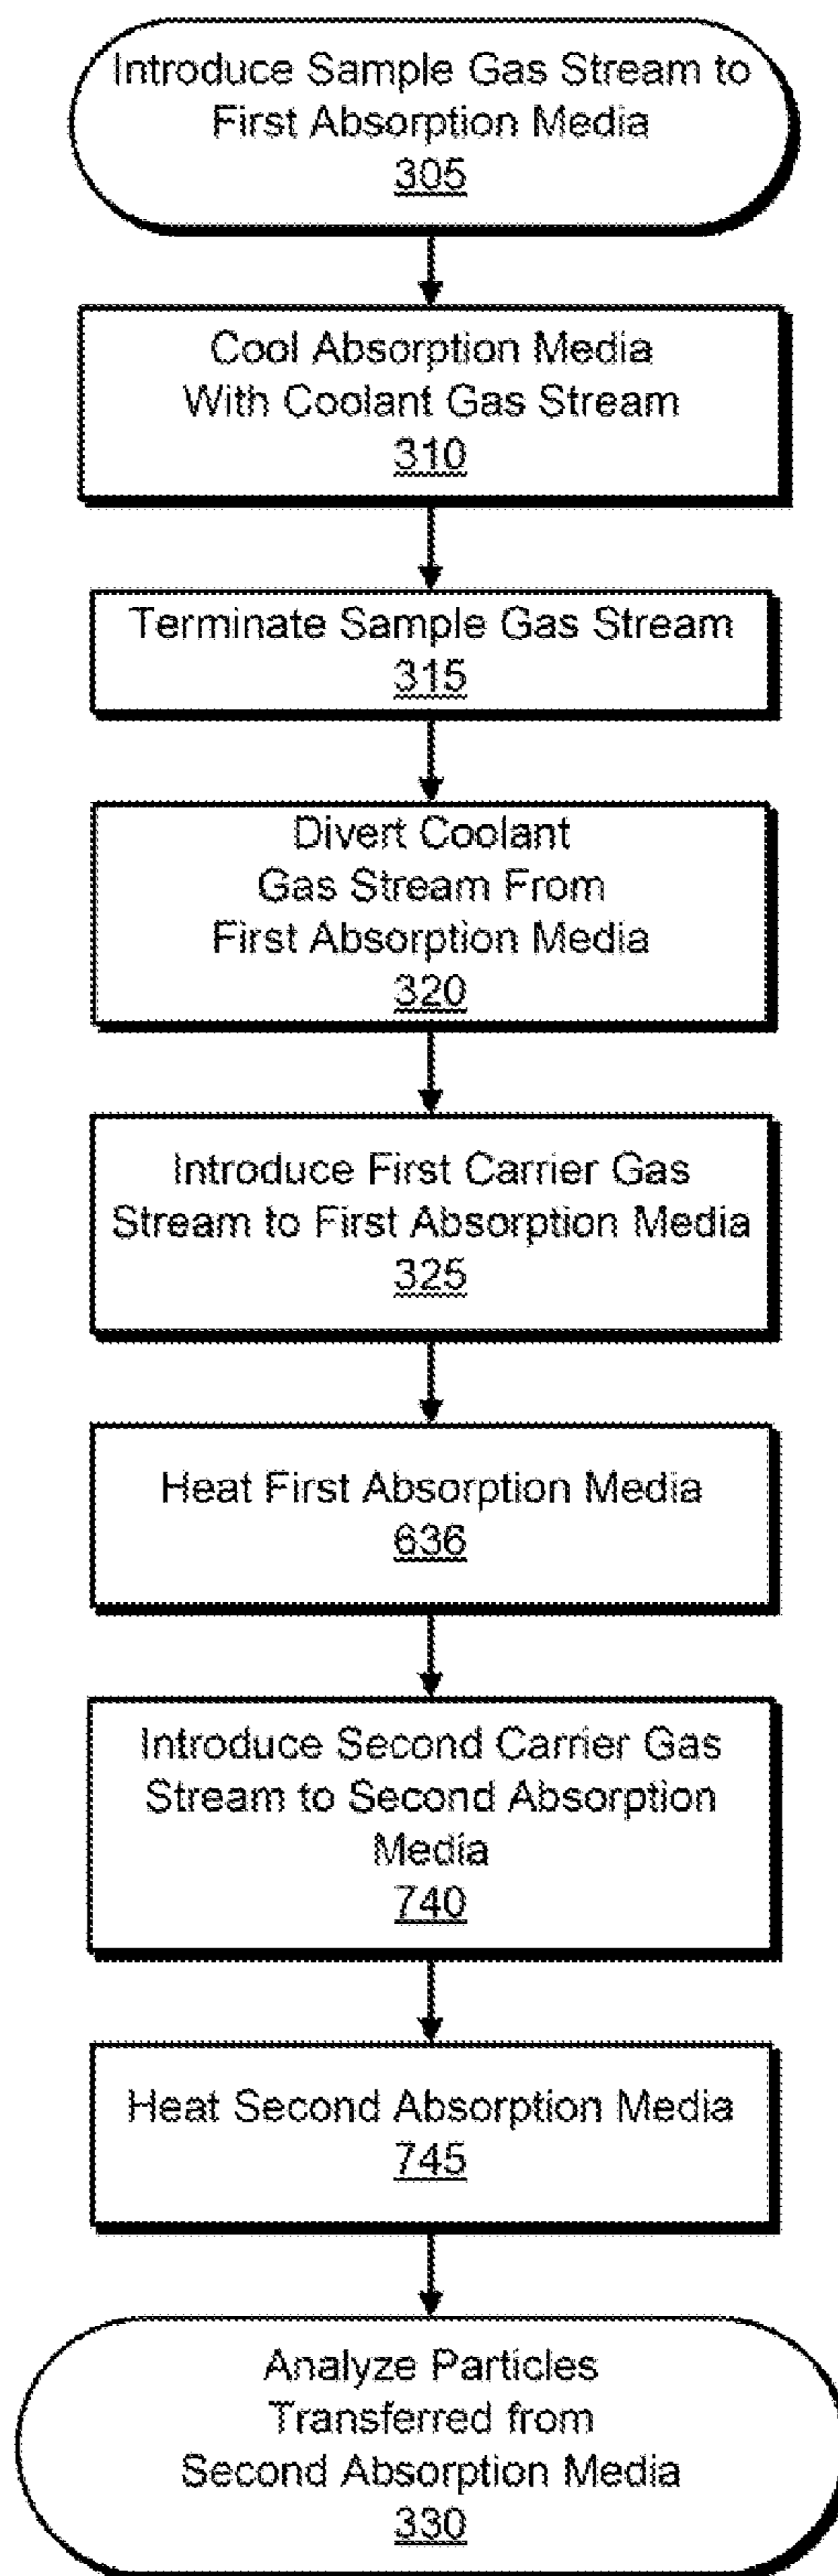 Introduce Sample Gas Stream to
First Absorption Media
305
Cool Absorption Media
With Coolant Gas Stream
310
Terminate Sample Gas Stream
315
Divert Coolant
Gas Stream From
First Absorption Media
320
Introduce First Carrier Gas
Stream to First Absorption Media
325
Heat First Absorption Media
636
Introduce Second Carrier Gas
Stream to Second Absorption
Media
740
Heat Second Absorption Media
745
Analyze Particles
Transferred from
Second Absorption Media
330